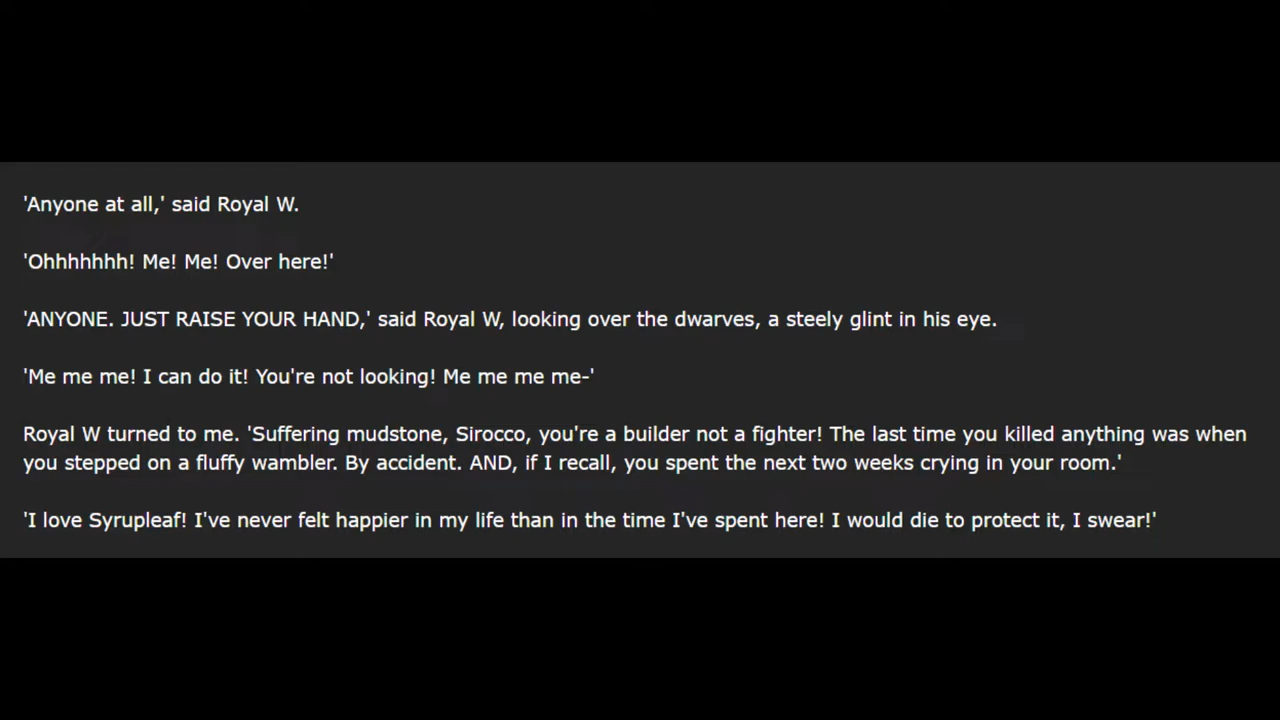 'Anyone at all,' said Royal W.
'Ohhhhhhh! Me! Me! Over here!'
'ANYONE. JUST RAISE YOUR HAND,' said Royal W, looking over the dwarves, a steely glint in his eye.
'Me me me! I can do it! You're not looking! Me me me me-'
Royal W turned to me. 'Suffering mudstone, Sirocco, you're a builder not a fighter! The last time you killed anything was when
you stepped on a fluffy wambler. By accident. AND, if I recall, you spent the next two weeks crying in your room.'
'I love Syrupleaf! I've never felt happier in my life than in the time I've spent here! I would die to protect it, I swear!'